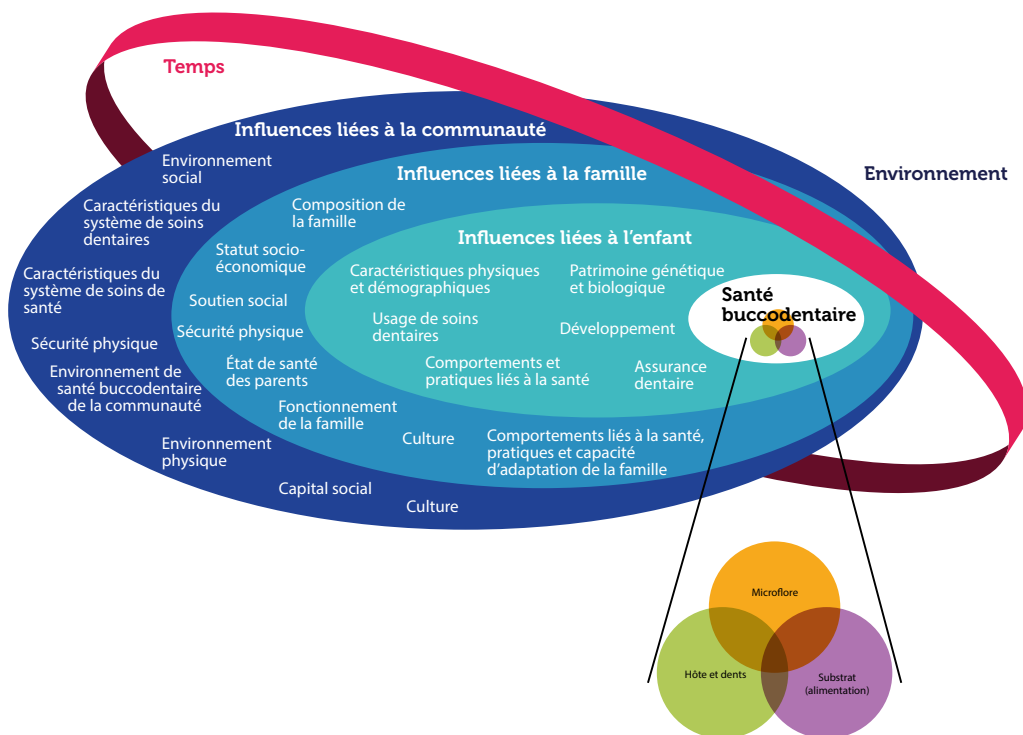 Temps
Environnement
Influences liées à la communauté
Environnement
social
Caractéristiques du
système de soins
dentaires
Caractéristiques du
système de soins de
santé
Sécurité physique
Environnement de
santé buccodentaire
de la communauté
Environnement
physique
Capital social
Culture
Influences liées à la famille
Composition de
la famille
Statut socio-
économique
Soutien social
Sécurité physique
État de santé
des parents
Fonctionnement
de la famille
Culture
Comportements liés à la santé,
pratiques et capacité
d’adaptation de la famille
Influences liées à l’enfant
Caractéristiques physiques
et démographiques
Patrimoine génétique
et biologique
Usage de soins
dentaires
Développement
Comportements et
pratiques liés à la santé
Assurance
dentaire
Santé
buccodentaire
Microflore
Hôte et dents
Substrat
(alimentation)